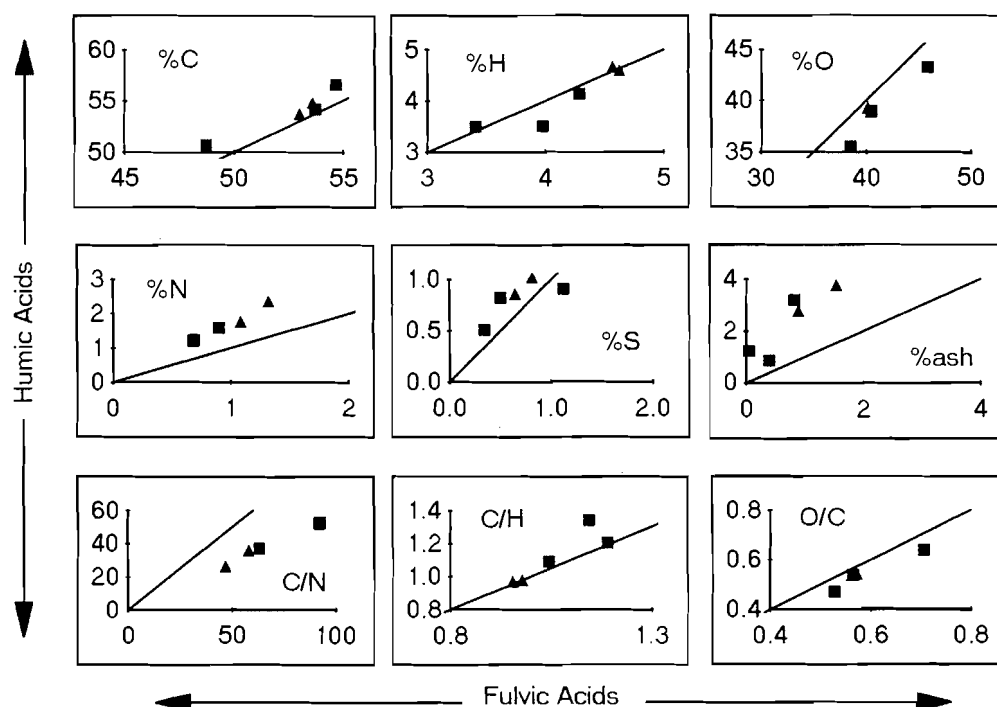 Humic Acids
%C
60
55
50
45 50 55
%H
5
4
3
3 4 5
%O
45
40
35
30 40 50
%N
3
2
1
0
0 1 2
%S
1.0
0.5
0.0
0.0 1.0 2.0
%ash
4
2
0
0 2 4
C/N
60
40
20
0
0 50 100
C/H
1.4
1.2
1.0
0.8
0.8 1.3
O/C
0.8
0.6
0.4
0.4 0.6 0.8
Fulvic Acids